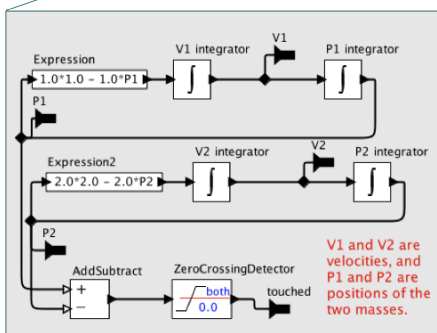 V1
Expression
V1 integrator
P1 integrator
1.0*1.0 - 1.0*P1
∫
∫
P1
V2
Expression2
V2 integrator
P2 integrator
2.0*2.0 - 2.0*P2
∫
∫
P2
V1 and V2 are
velocities, and
P1 and P2 are
positions of the
two masses.
AddSubtract
ZeroCrossingDetector
touched
+
−
both
0.0